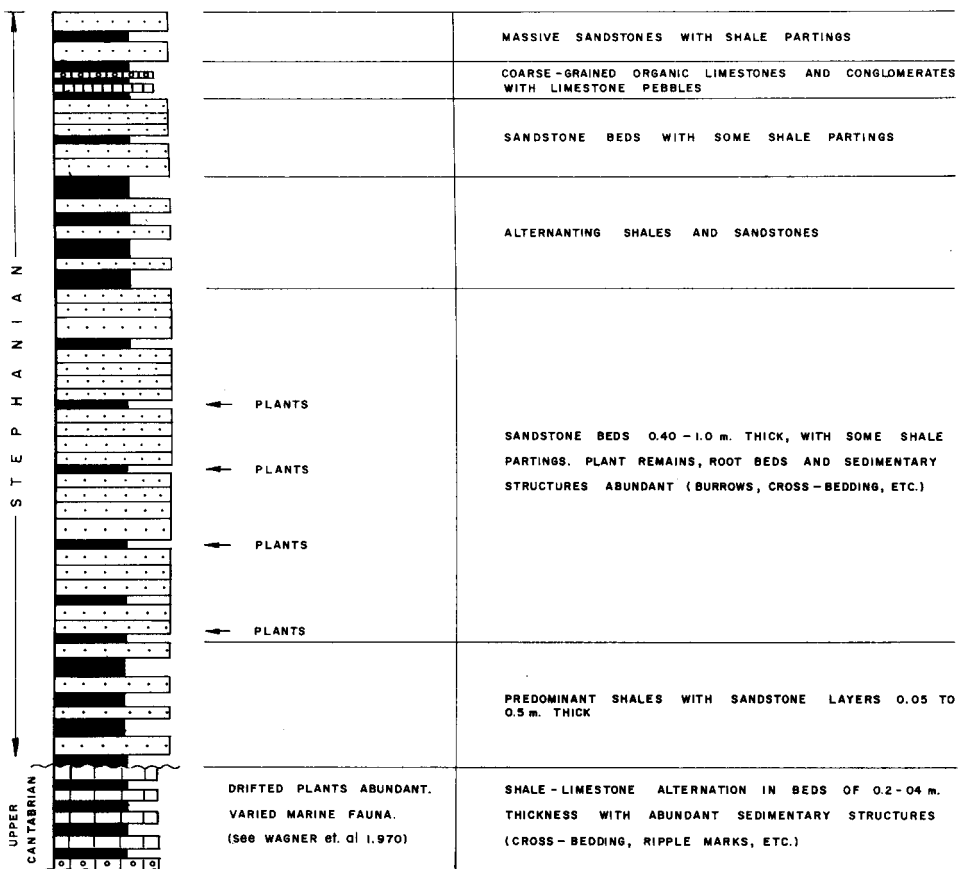 STEPHANIAN
UPPER
CANTABRIAN
MASSIVE SANDSTONES WITH SHALE PARTINGS
COARSE-GRAINED ORGANIC LIMESTONES AND CONGLOMERATES
WITH LIMESTONE PEBBLES
SANDSTONE BEDS WITH SOME SHALE PARTINGS
ALTERNANTING SHALES AND SANDSTONES
PLANTS
PLANTS
PLANTS
PLANTS
SANDSTONE BEDS 0.40-1.0 m. THICK, WITH SOME SHALE
PARTINGS. PLANT REMAINS, ROOT BEDS AND SEDIMENTARY
STRUCTURES ABUNDANT (BURROWS, CROSS-BEDDING, ETC.)
PREDOMINANT SHALES WITH SANDSTONE LAYERS 0.05 TO
0.5 m. THICK
DRIFTED PLANTS ABUNDANT.
VARIED MARINE FAUNA.
(see WAGNER et. al 1.970)
SHALE-LIMESTONE ALTERNATION IN BEDS OF 0.2-04 m.
THICKNESS WITH ABUNDANT SEDIMENTARY STRUCTURES
(CROSS-BEDDING, RIPPLE MARKS, ETC.)